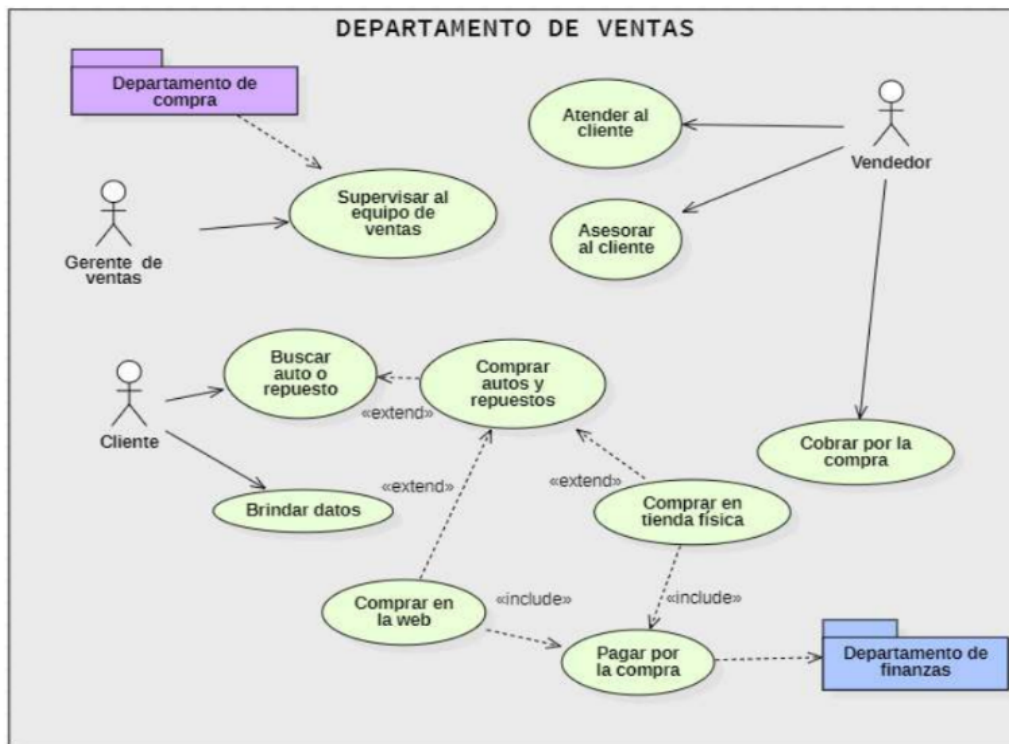 DEPARTAMENTO DE VENTAS
Departamento de
compra
Atender al
cliente
Vendedor
Supervisar al
equipo de
ventas
Asesorar
al cliente
Gerente de
ventas
Buscar
auto o
repuesto
Comprar
autos y
repuestos
«extend»
Cliente
Cobrar por la
compra
«extend»
«extend»
Brindar datos
Comprar en
tienda física
Comprar en
la web
«include»
«include»
Pagar por
la compra
Departamento de
finanzas